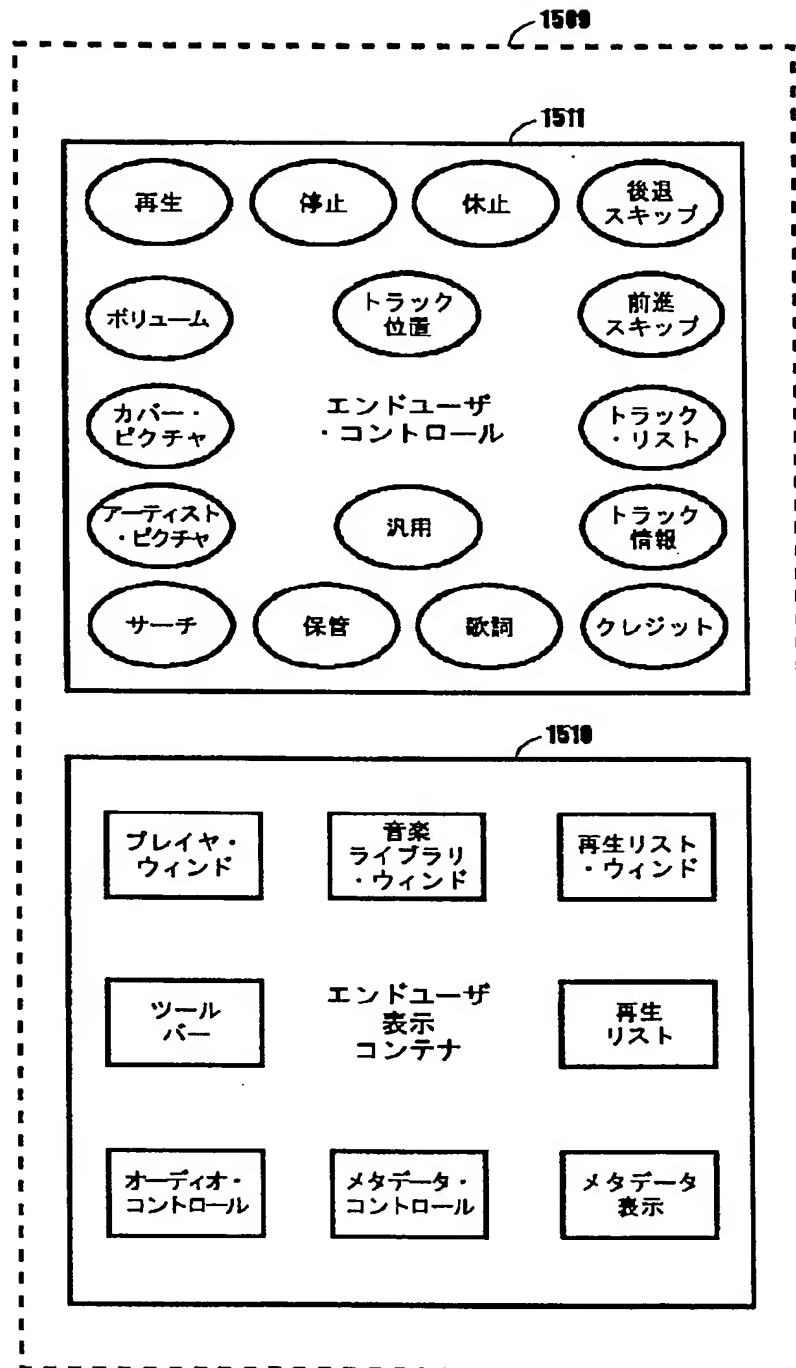 1509
1511
再生
停止
休止
後退
スキップ
ボリューム
トラック
位置
前進
スキップ
カバー・
ピクチャ
エンドユーザ
・コントロール
トラック
・リスト
アーティスト
・ピクチャ
汎用
トラック
情報
サーチ
保管
歌詞
クレジット
1510
プレイヤ・
ウィンド
音楽
ライブラリ
・ウィンド
再生リスト
・ウィンド
ツール
バー
エンドユーザ
表示
コンテナ
再生
リスト
オーディオ・
コントロール
メタデータ・
コントロール
メタデータ
表示